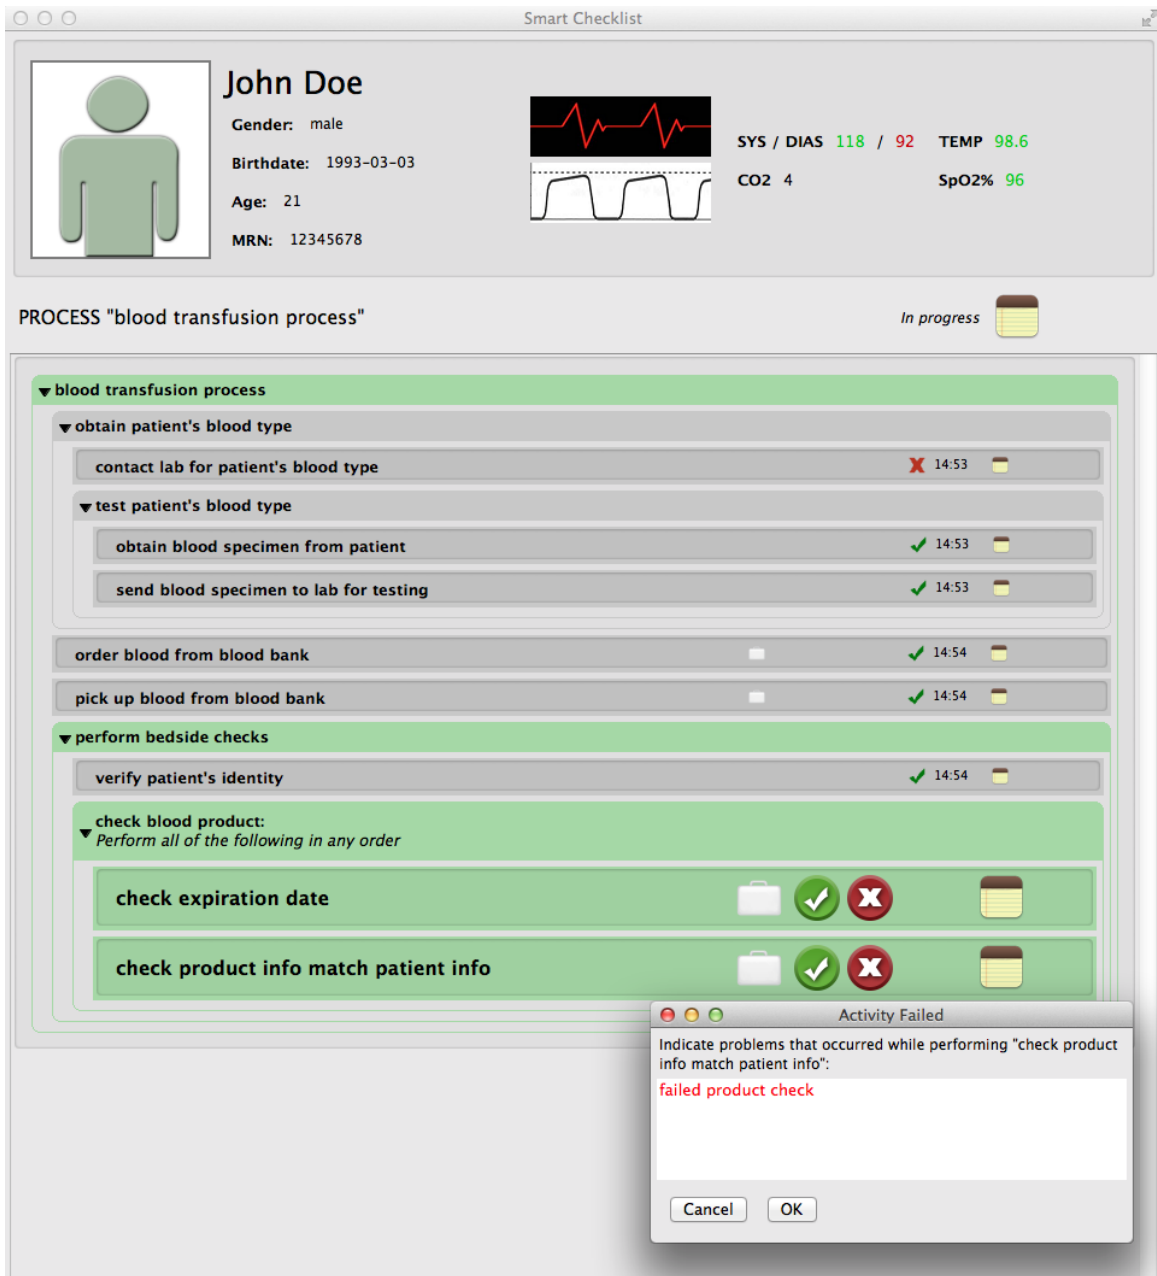 Smart Checklist
John Doe
Gender: male
Birthdate: 1993-03-03
Age: 21
MRN: 12345678
SYS / DIAS 118 / 92 TEMP 98.6
CO2 4 SpO2% 96
PROCESS "blood transfusion process" In progress
blood transfusion process
obtain patient's blood type
contact lab for patient's blood type 14:53
test patient's blood type
obtain blood specimen from patient 14:53
send blood specimen to lab for testing 14:53
order blood from blood bank 14:54
pick up blood from blood bank 14:54
perform bedside checks
verify patient's identity 14:54
check blood product:
Perform all of the following in any order
check expiration date
check product info match patient info
Activity Failed
Indicate problems that occurred while performing "check product
info match patient info":
failed product check
Cancel OK